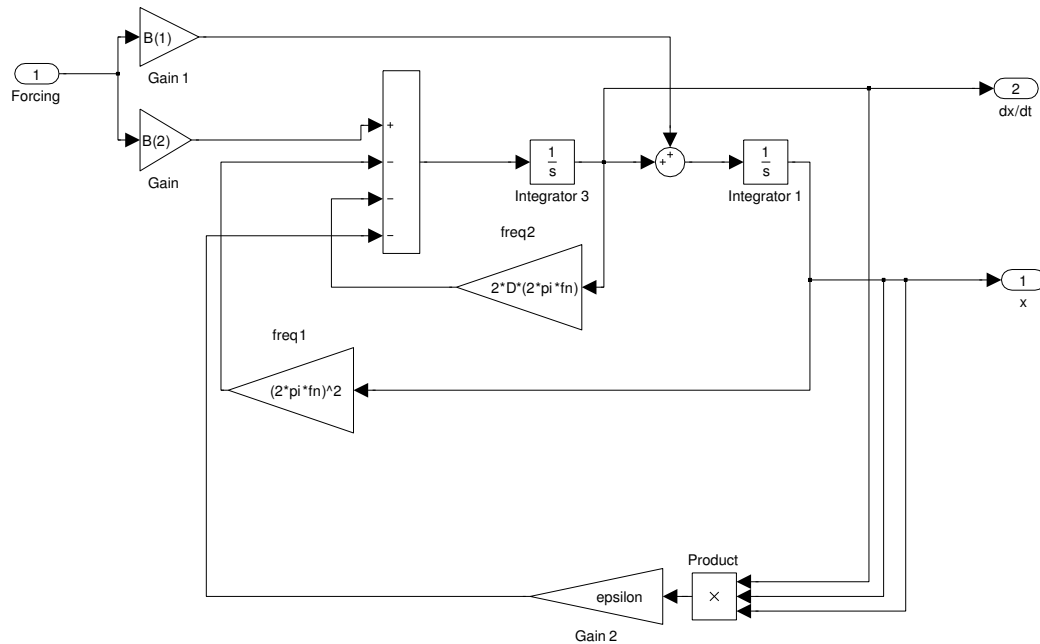 B(1)
Gain 1
1
Forcing
B(2)
Gain
+
−
−
−
1
s
Integrator 3
+
+
1
s
Integrator 1
2
dx/dt
freq2
2*D*(2*pi*fn)
1
x
freq1
(2*pi*fn)^2
Product
×
epsilon
Gain 2